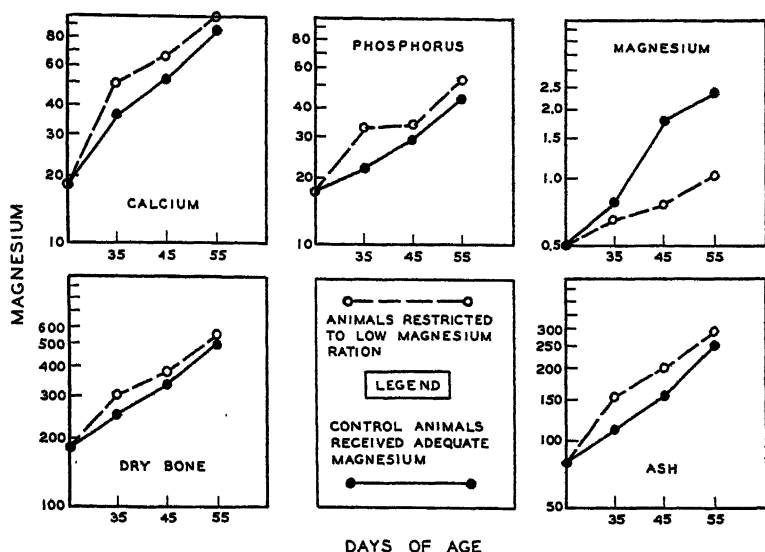 MAGNESIUM
80
60
40
30
20
10
CALCIUM
35 45 55
PHOSPHORUS
80
60
40
30
20
10
35 45 55
MAGNESIUM
2.5
2.0
1.5
1.0
0.5
35 45 55
600
500
400
300
200
100
DRY BONE
35 45 55
ANIMALS RESTRICTED
TO LOW MAGNESIUM
RATION
LEGEND
CONTROL ANIMALS
RECEIVED ADEQUATE
MAGNESIUM
300
250
200
150
100
50
ASH
35 45 55
DAYS OF AGE